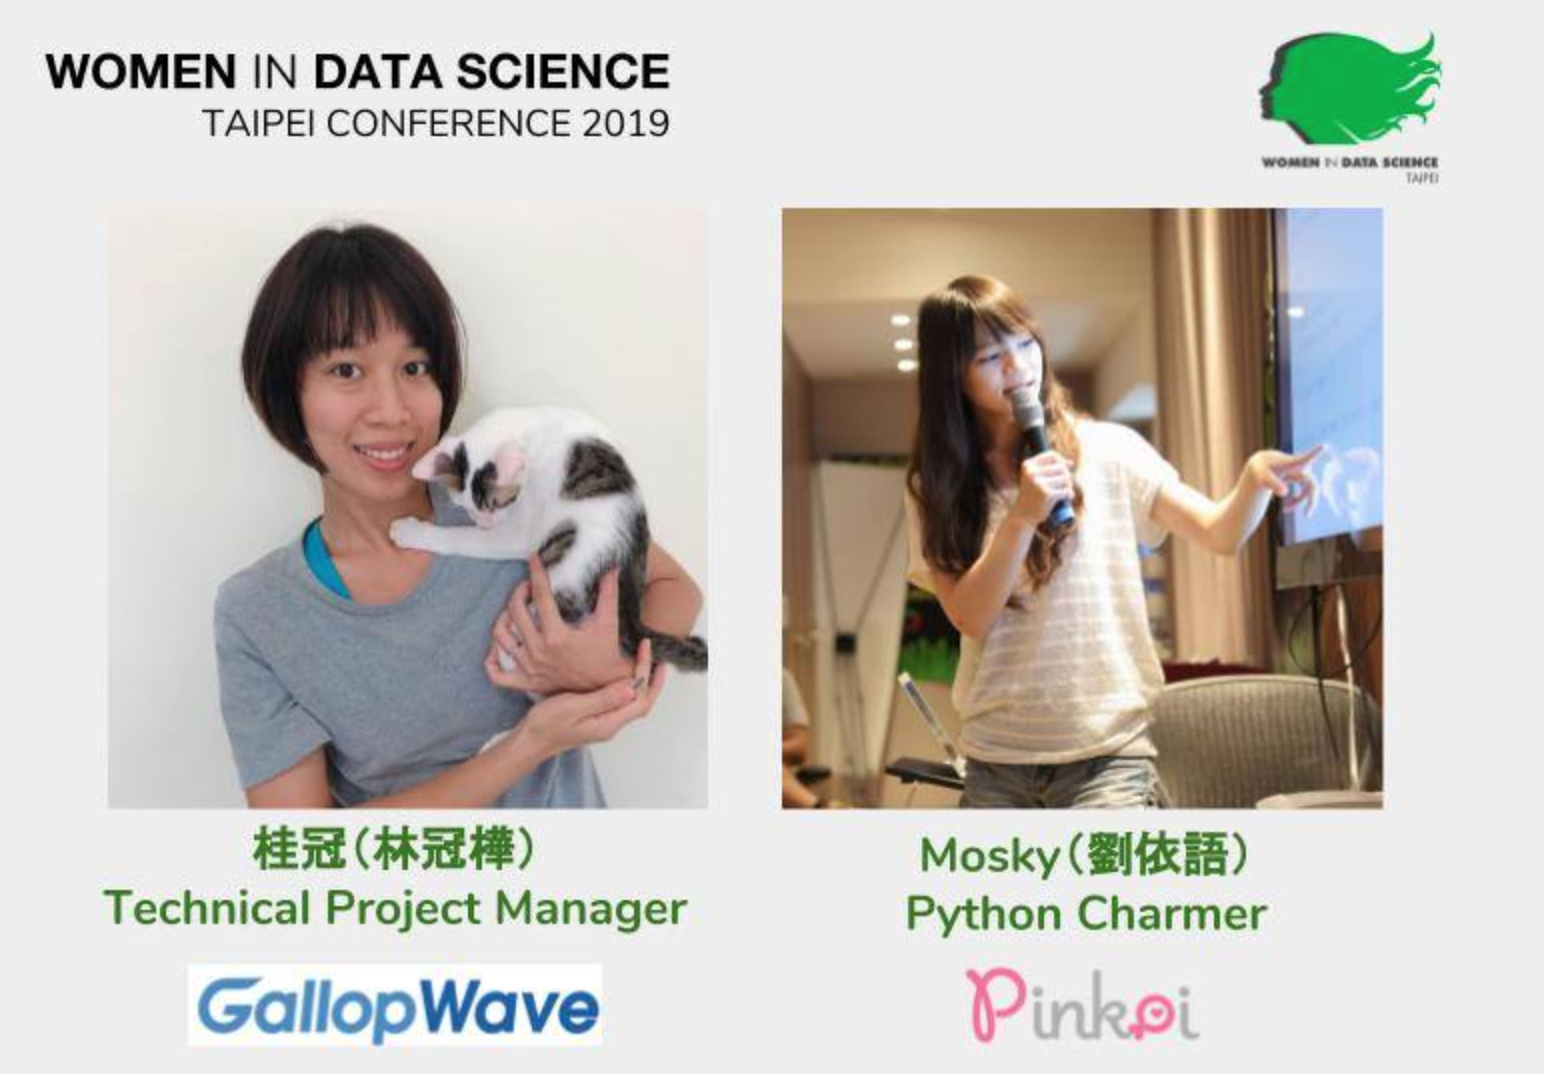 WOMEN IN DATA SCIENCE
TAIPEI CONFERENCE 2019
WOMEN IN DATA SCIENCE
TAIPEI
桂冠（林冠樺）
Technical Project Manager
GallopWave
Mosky（劉依語）
Python Charmer
Pinkoi